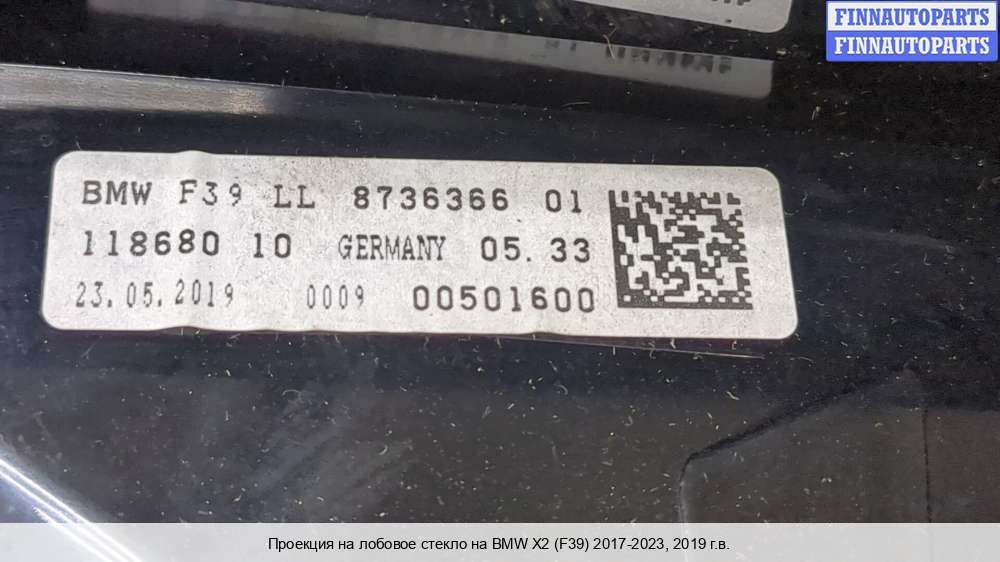 FINNAUTOPARTS
FINNAUTOPARTS
BMW F39 LL 8736366 01
118680 10 GERMANY 05.33
23.05.2019 0009 00501600
Проекция на лобовое стекло на BMW X2 (F39) 2017-2023, 2019 г.в.